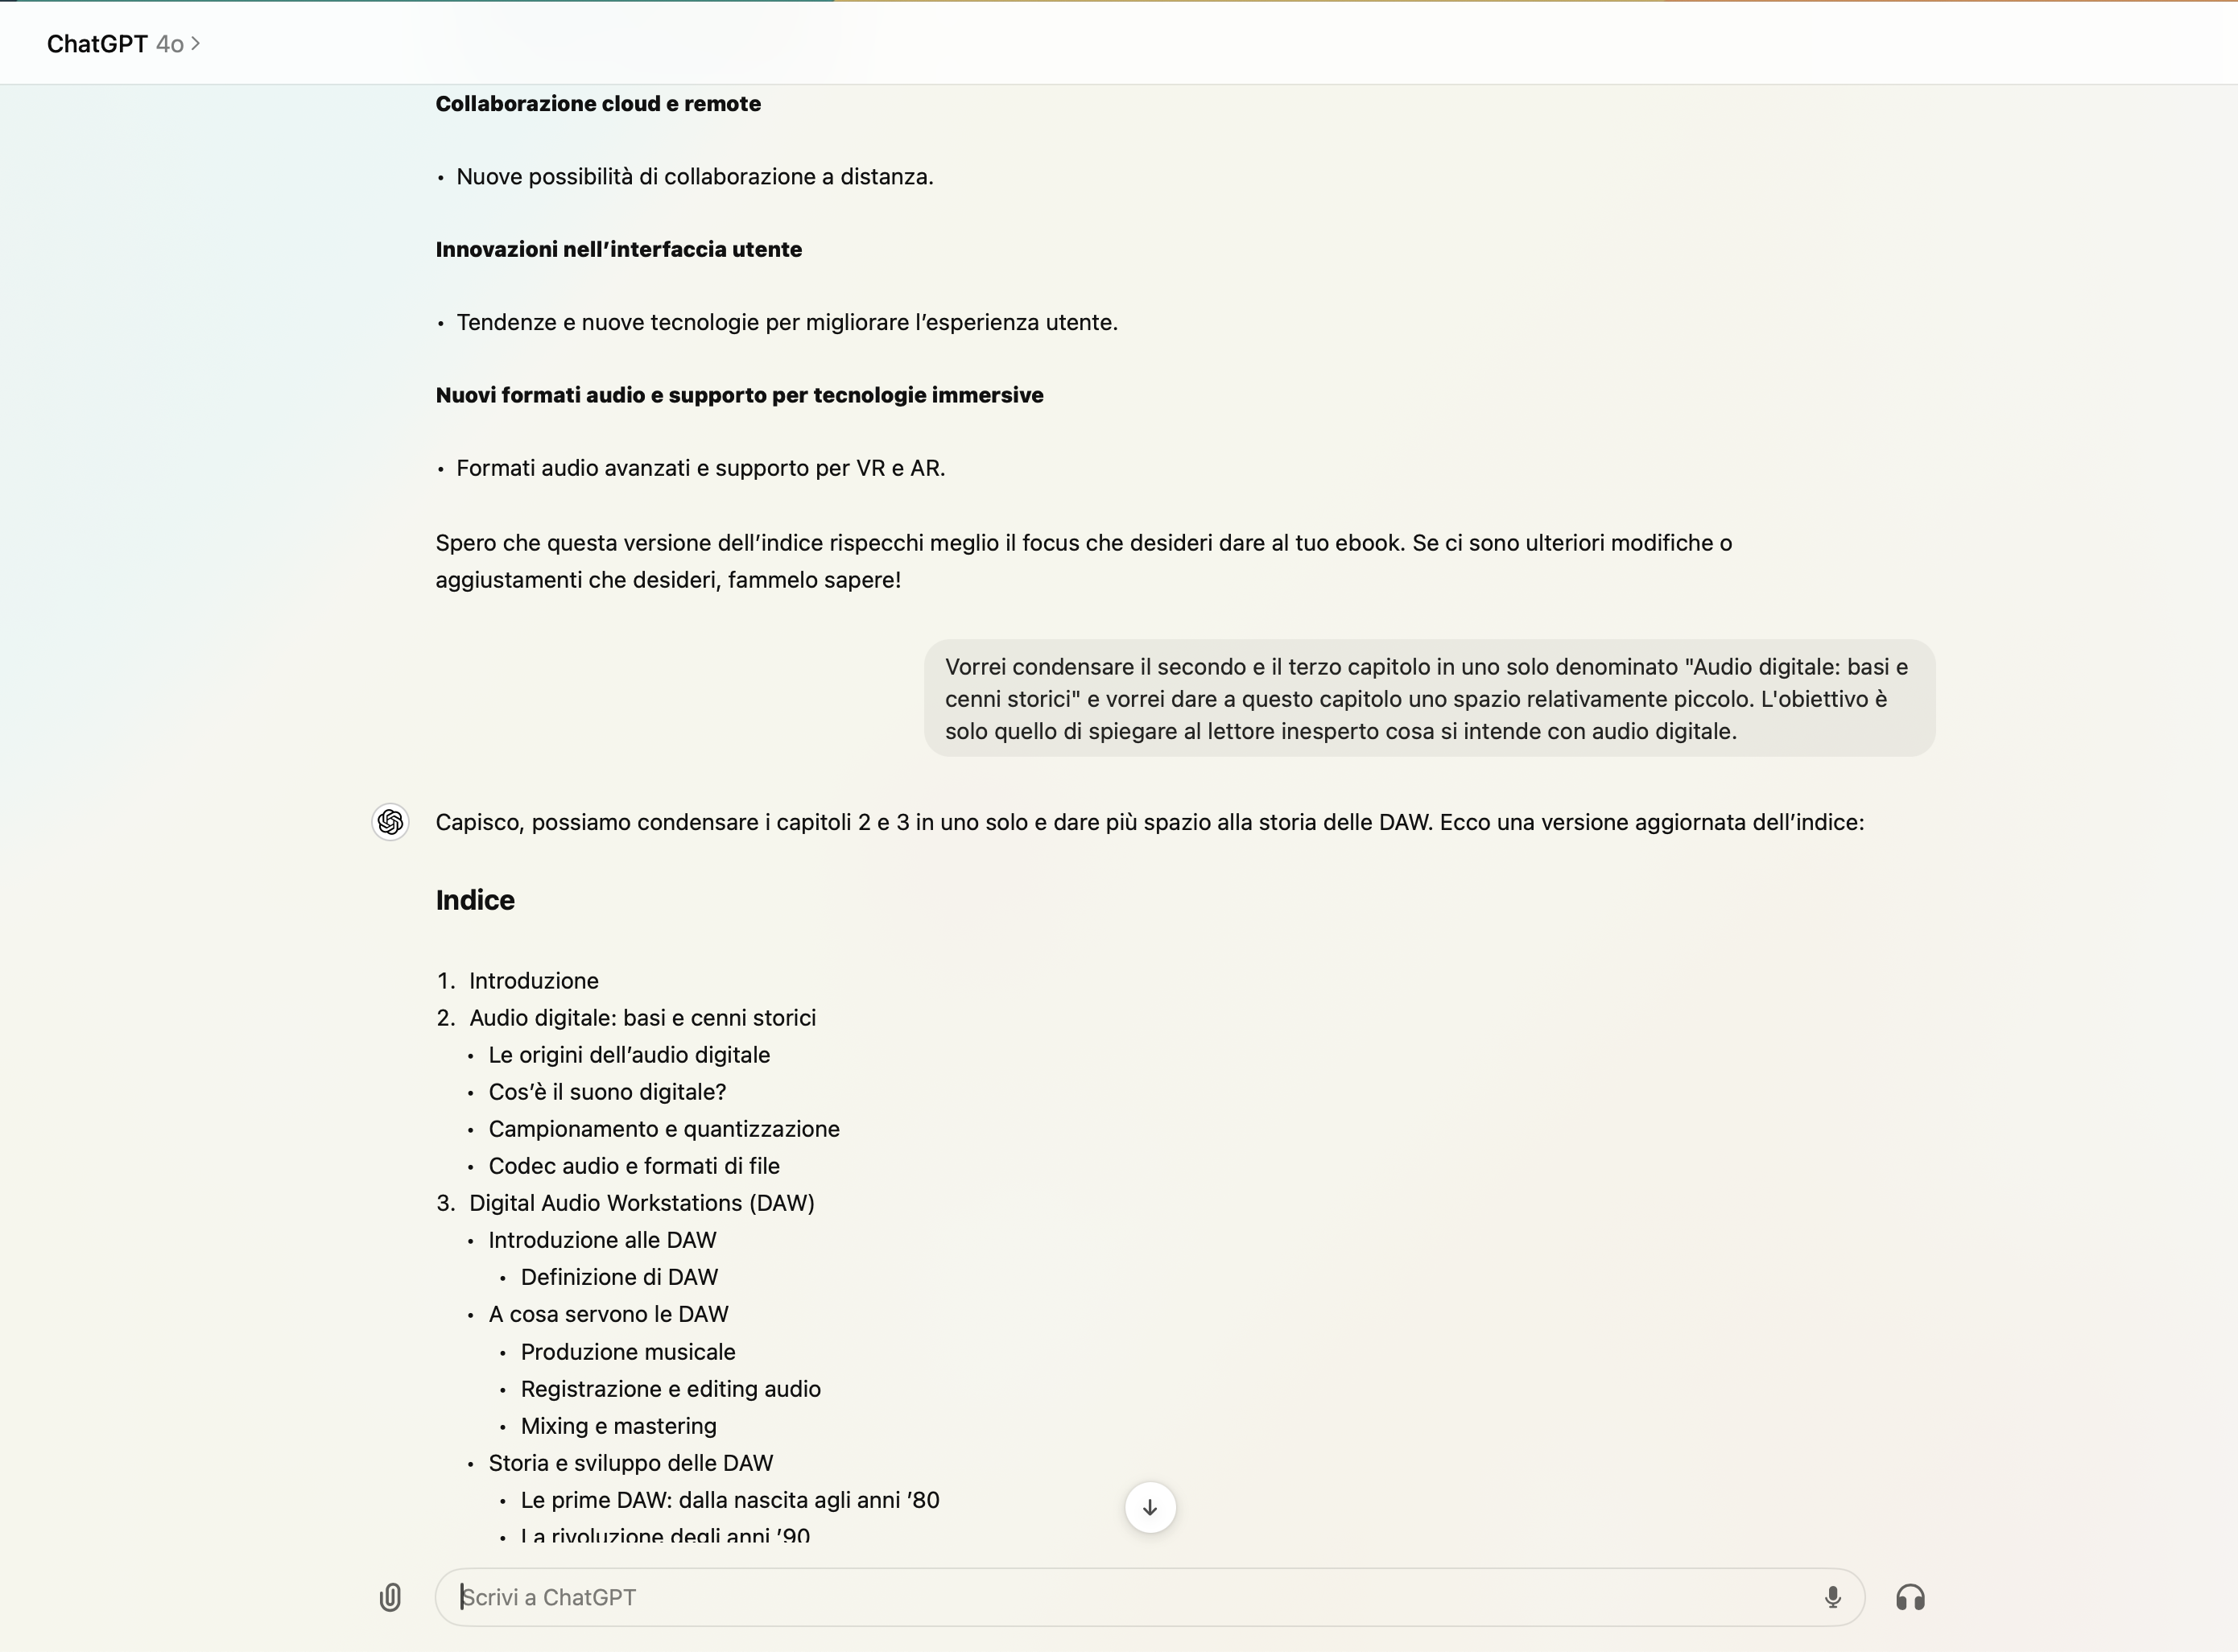 ChatGPT 4o >
Collaborazione cloud e remote
• Nuove possibilità di collaborazione a distanza.
Innovazioni nell’interfaccia utente
• Tendenze e nuove tecnologie per migliorare l’esperienza utente.
Nuovi formati audio e supporto per tecnologie immersive
• Formati audio avanzati e supporto per VR e AR.
Spero che questa versione dell’indice rispecchi meglio il focus che desideri dare al tuo ebook. Se ci sono ulteriori modifiche o
aggiustamenti che desideri, fammelo sapere!
Vorrei condensare il secondo e il terzo capitolo in uno solo denominato "Audio digitale: basi e
cenni storici" e vorrei dare a questo capitolo uno spazio relativamente piccolo. L'obiettivo è
solo quello di spiegare al lettore inesperto cosa si intende con audio digitale.
Capisco, possiamo condensare i capitoli 2 e 3 in uno solo e dare più spazio alla storia delle DAW. Ecco una versione aggiornata dell’indice:
Indice
1. Introduzione
2. Audio digitale: basi e cenni storici
• Le origini dell’audio digitale
• Cos’è il suono digitale?
• Campionamento e quantizzazione
• Codec audio e formati di file
3. Digital Audio Workstations (DAW)
• Introduzione alle DAW
• Definizione di DAW
• A cosa servono le DAW
• Produzione musicale
• Registrazione e editing audio
• Mixing e mastering
• Storia e sviluppo delle DAW
• Le prime DAW: dalla nascita agli anni ’80
• La rivoluzione degli anni ’90
Scrivi a ChatGPT